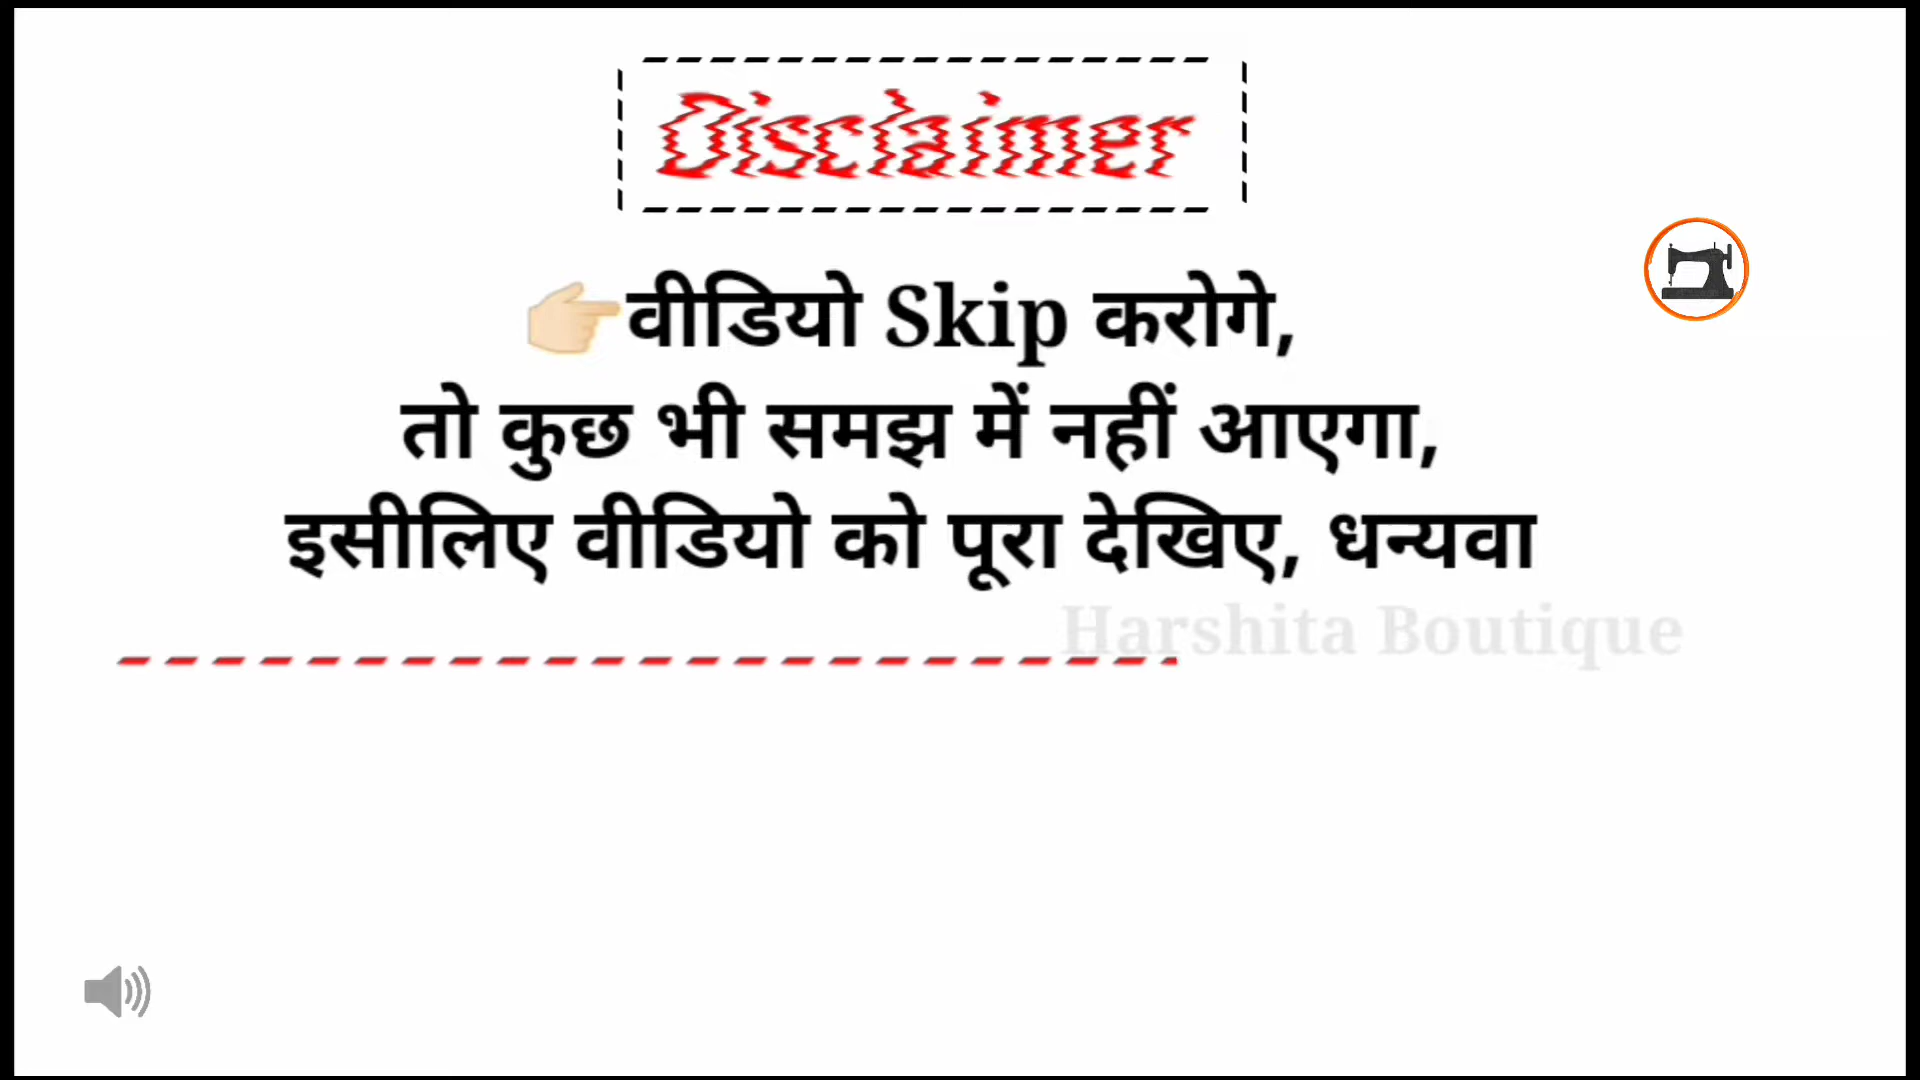 Disclaimer
👉🏻वीडियो Skip करोगे,
तो कुछ भी समझ में नहीं आएगा,
इसीलिए वीडियो को पूरा देखिए, धन्यवा
Harshita Boutique